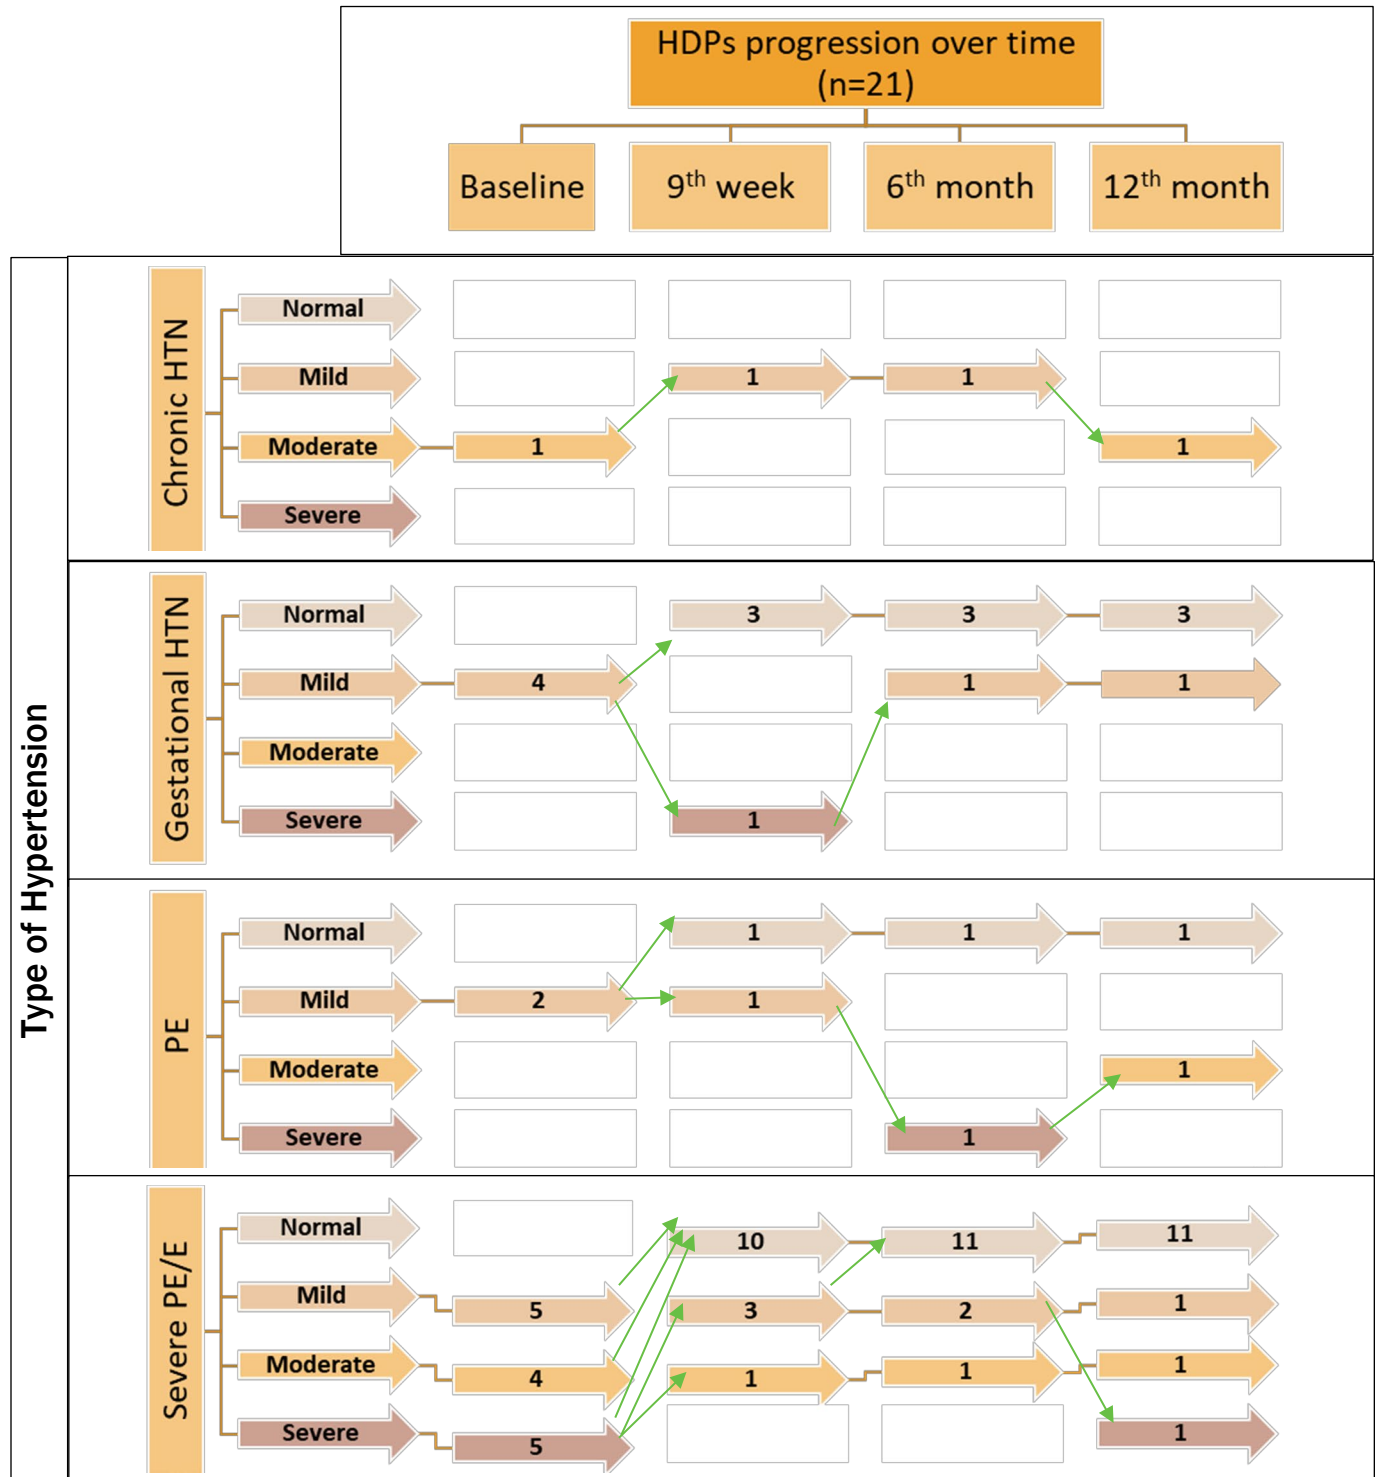 HDPs progression over time
(n=21)
Baseline
9th week
6th month
12th month
Type of Hypertension
Chronic HTN
Normal
Mild 1 1
Moderate 1 1
Severe
Gestational HTN
Normal 3 3 3
Mild 4 1 1
Moderate
Severe 1
PE
Normal 1 1 1
Mild 2 1
Moderate 1
Severe 1
Severe PE/E
Normal 10 11 11
Mild 5 3 2 1
Moderate 4 1 1 1
Severe 5 1